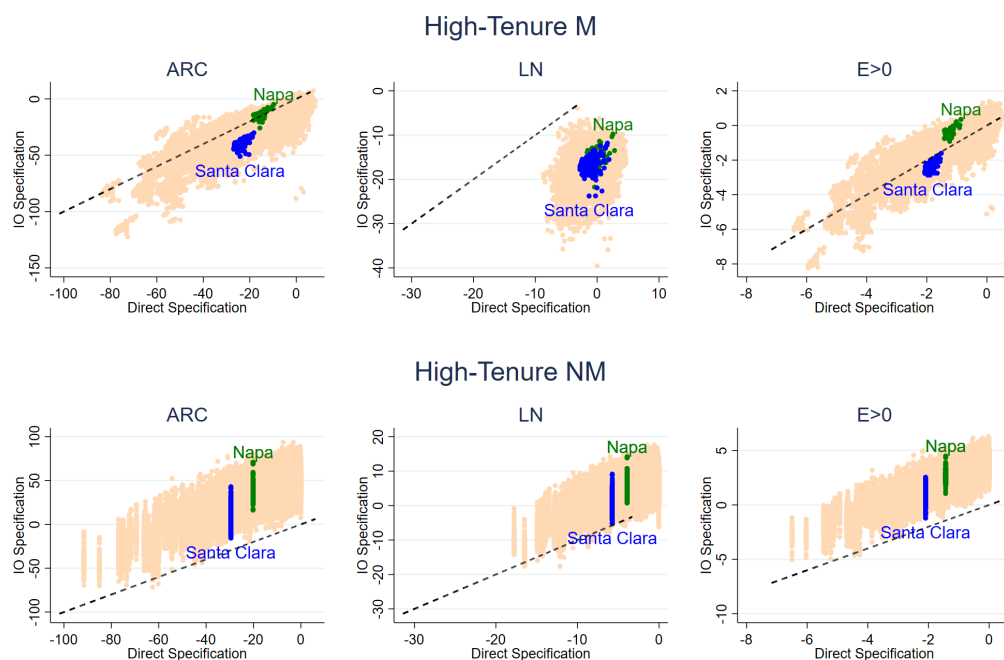 High-Tenure M
ARC
LN
E>0
IO Specification
0
-50
-100
-150
Napa
Santa Clara
-100 -80 -60 -40 -20 0
Direct Specification
IO Specification
0
-10
-20
-30
-40
Napa
Santa Clara
-30 -20 -10 0 10
Direct Specification
IO Specification
2
0
-2
-4
-6
-8
Napa
Santa Clara
-8 -6 -4 -2 0
Direct Specification
High-Tenure NM
ARC
LN
E>0
IO Specification
100
50
0
-50
-100
Napa
Santa Clara
-100 -80 -60 -40 -20 0
Direct Specification
IO Specification
20
10
0
-10
-20
-30
Napa
Santa Clara
-30 -20 -10 0
Direct Specification
IO Specification
5
0
-5
-10
Napa
Santa Clara
-8 -6 -4 -2 0
Direct Specification